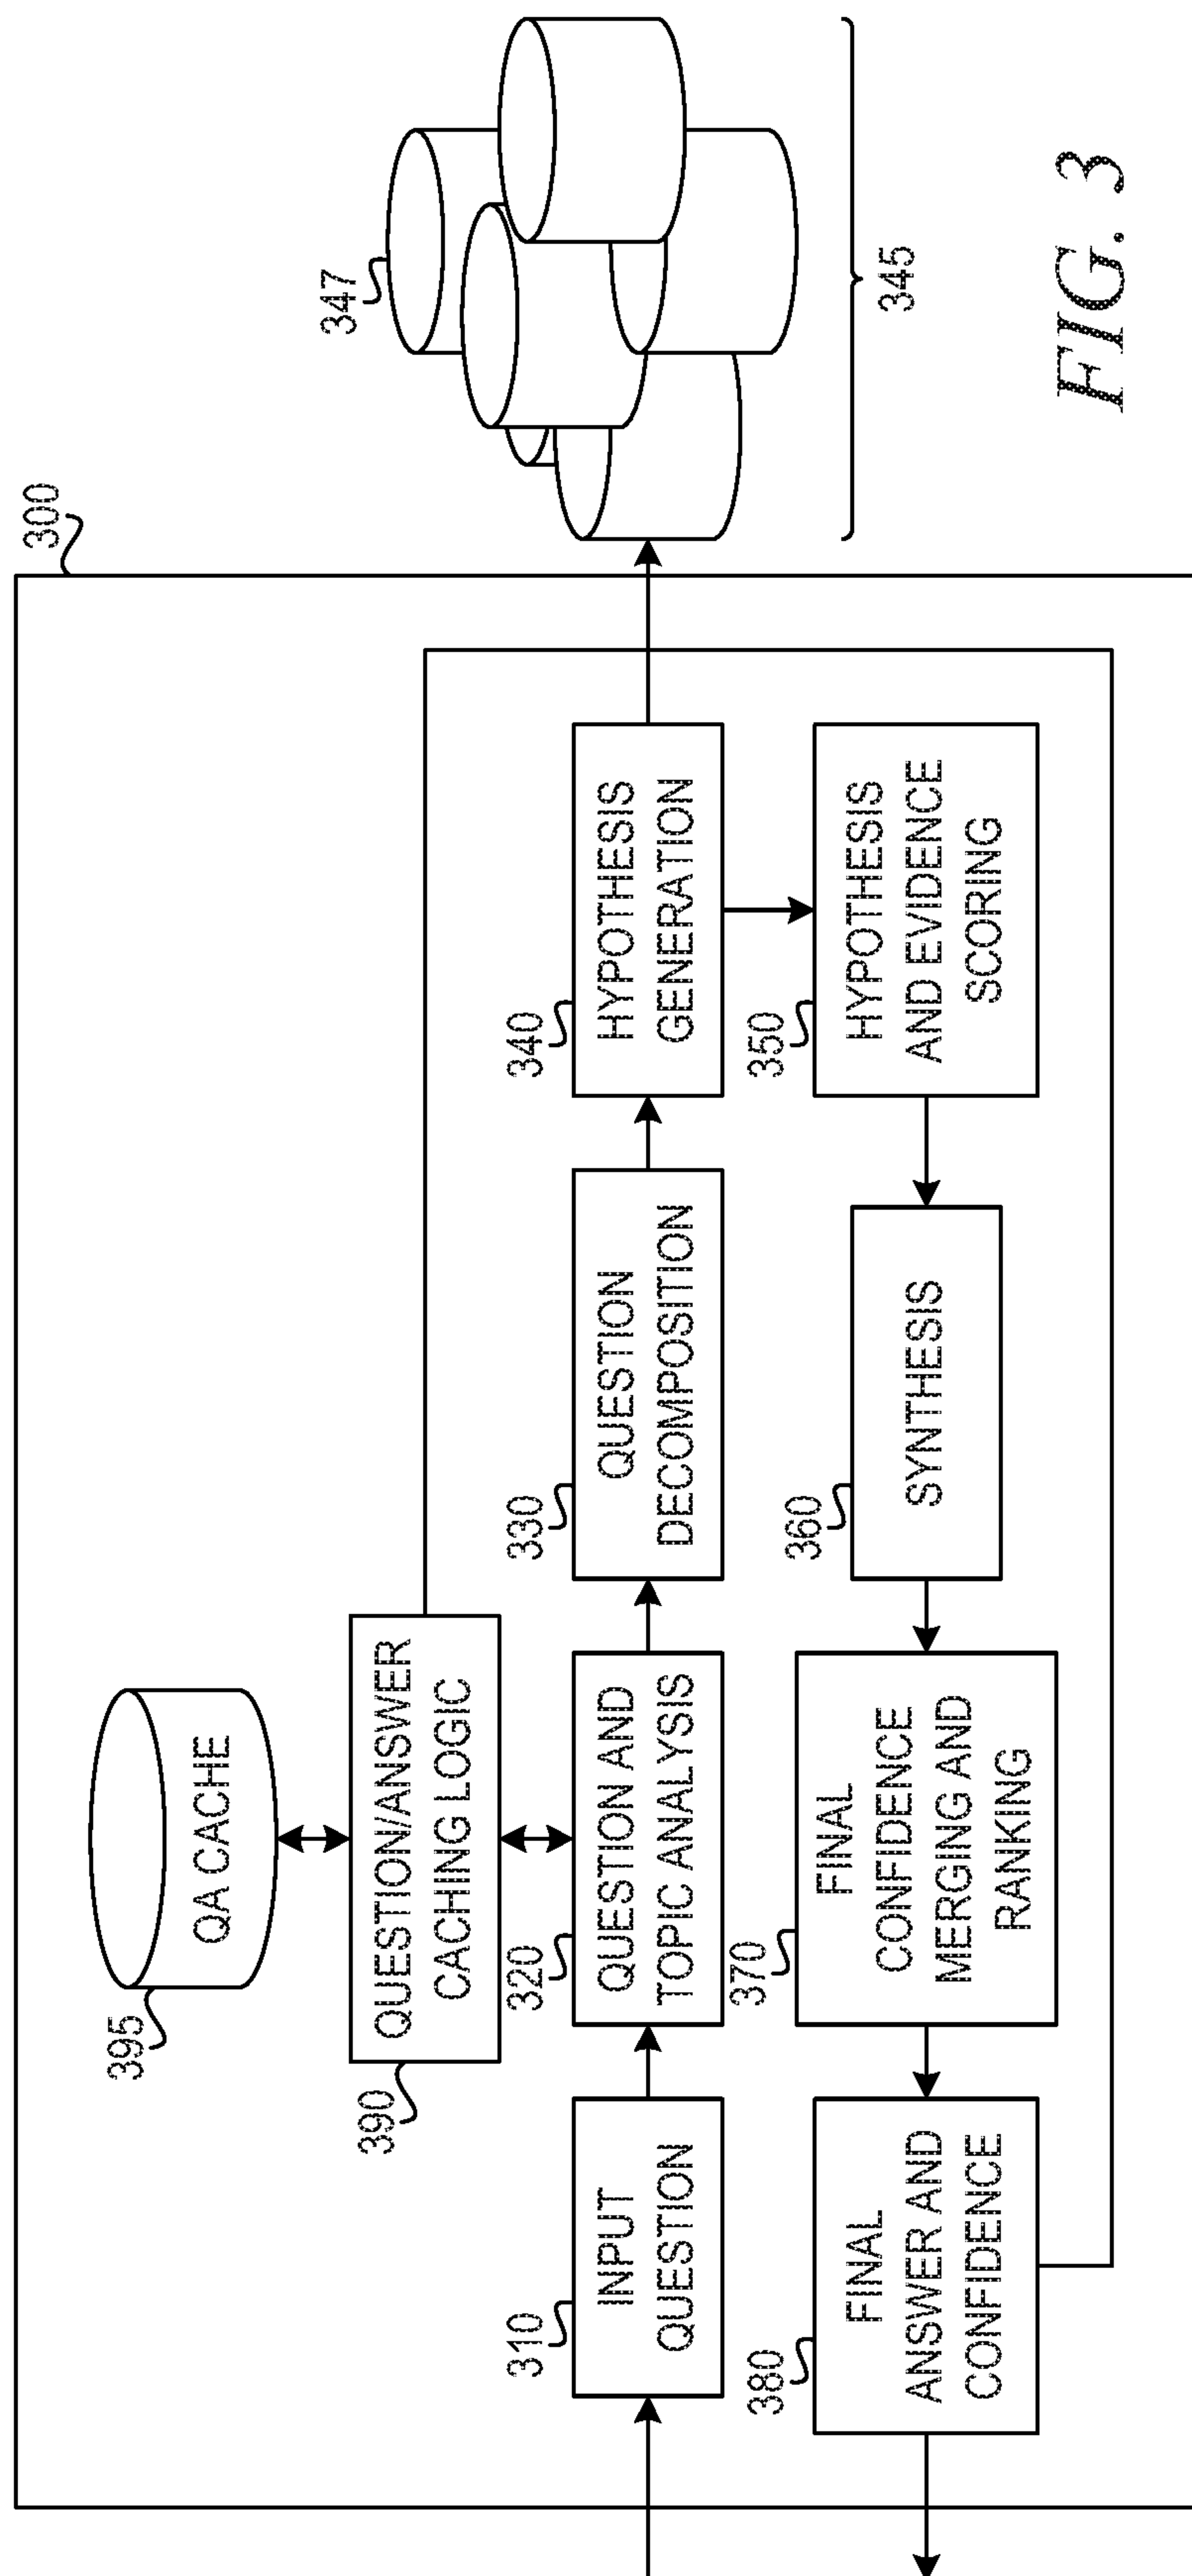 300
395
QA CACHE
390
QUESTION/ANSWER
CACHING LOGIC
347
310
INPUT
QUESTION
320
QUESTION AND
TOPIC ANALYSIS
330
QUESTION
DECOMPOSITION
340
HYPOTHESIS
GENERATION
345
380
FINAL
ANSWER AND
CONFIDENCE
370
FINAL
CONFIDENCE
MERGING AND
RANKING
360
SYNTHESIS
350
HYPOTHESIS
AND EVIDENCE
SCORING
FIG. 3